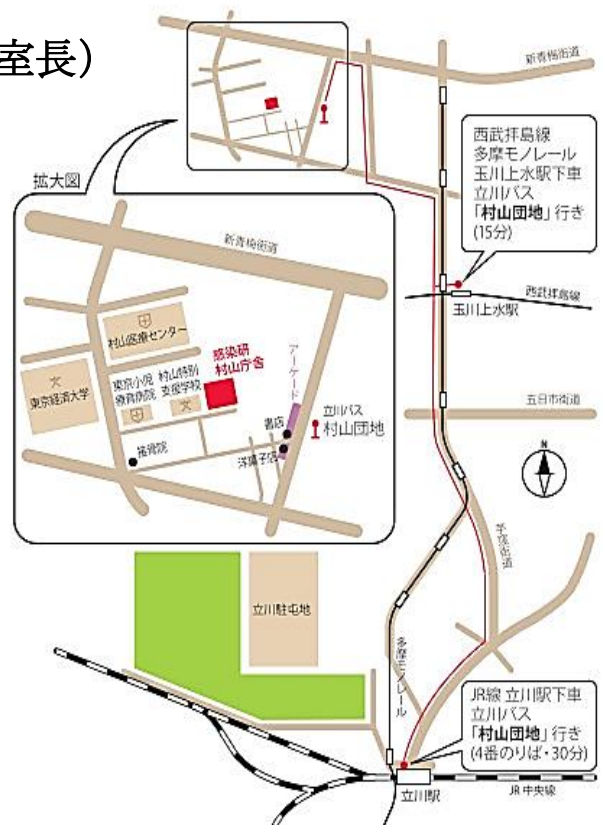 室長)
新青梅街道
西武拝島線
多摩モノレール
玉川上水駅下車
立川バス
「村山団地」行き
(15分)
拡大図
新青梅街道
村山医療センター
感染研
村山庁舎
アーケード
東京小児
療育病院
村山特別
支援学校
東京経済大学
書店
立川バス
村山団地
洋菓子店
接骨院
西武拝島線
玉川上水駅
五日市街道
N
芋窪街道
立川駐屯地
多摩モノレール
JR線 立川駅下車
立川バス
「村山団地」行き
(4番のりば・30分)
立川駅
JR中央線